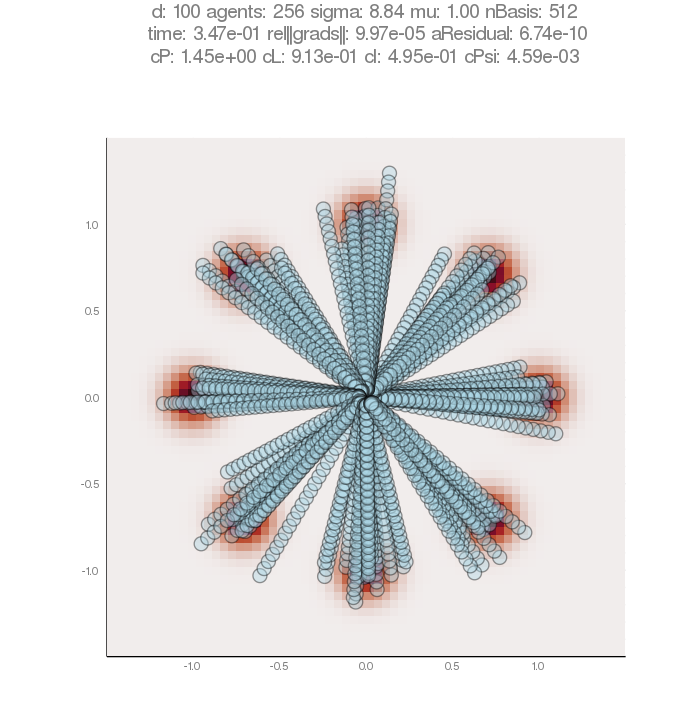 d: 100 agents: 256 sigma: 8.84 mu: 1.00 nBasis: 512
time: 3.47e-01 rel||grads||: 9.97e-05 aResidual: 6.74e-10
cP: 1.45e+00 cL: 9.13e-01 cI: 4.95e-01 cPsi: 4.59e-03
1.0
0.5
0.0
-0.5
-1.0
-1.0 -0.5 0.0 0.5 1.0